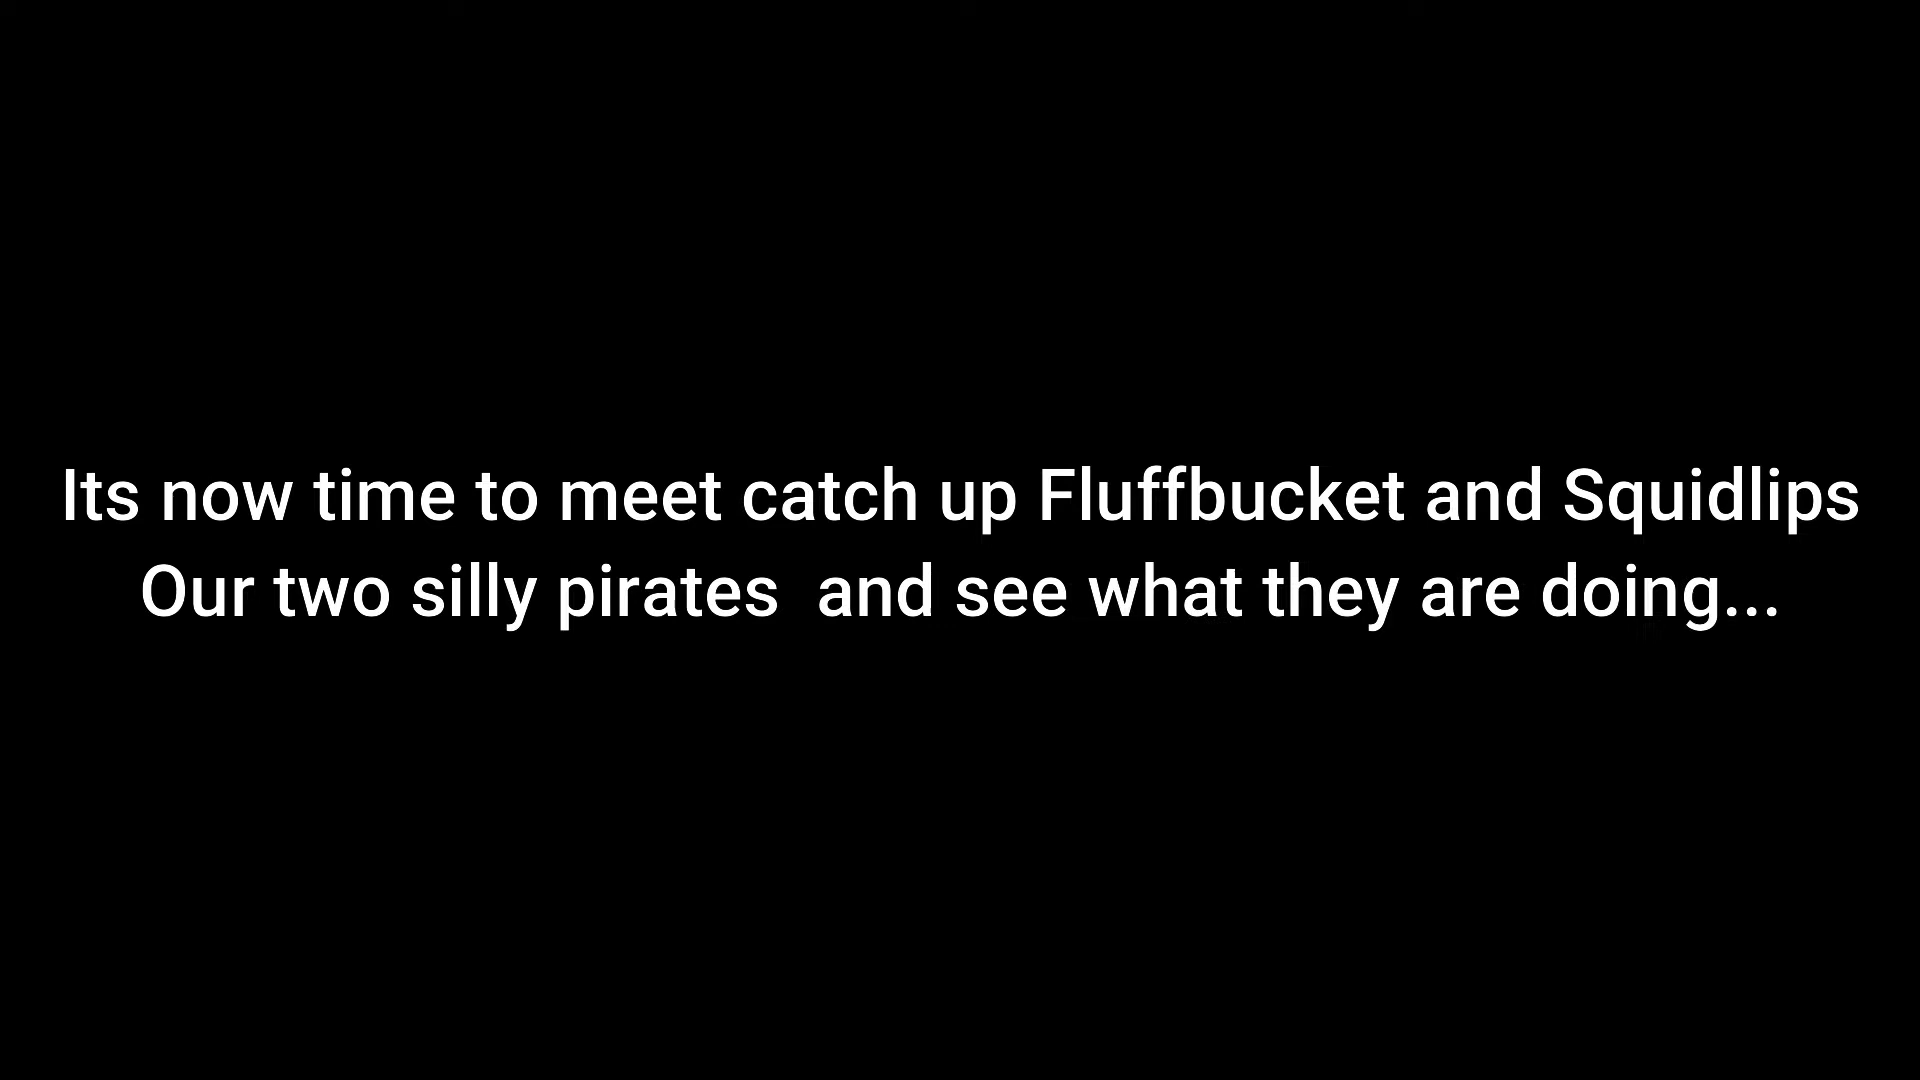 Its now time to meet catch up Fluffbucket and Squidlips
Our two silly pirates  and see what they are doing...